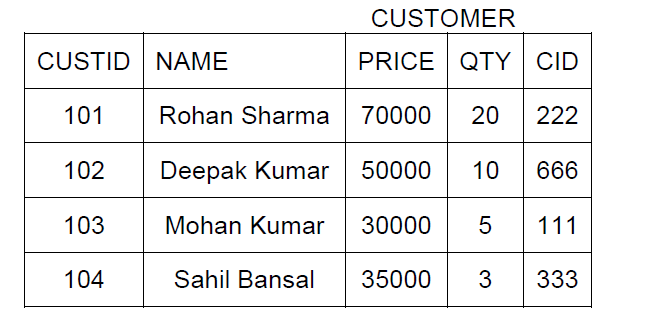 CUSTOMER
CUSTID NAME PRICE QTY CID
101 Rohan Sharma 70000 20 222
102 Deepak Kumar 50000 10 666
103 Mohan Kumar 30000 5 111
104 Sahil Bansal 35000 3 333